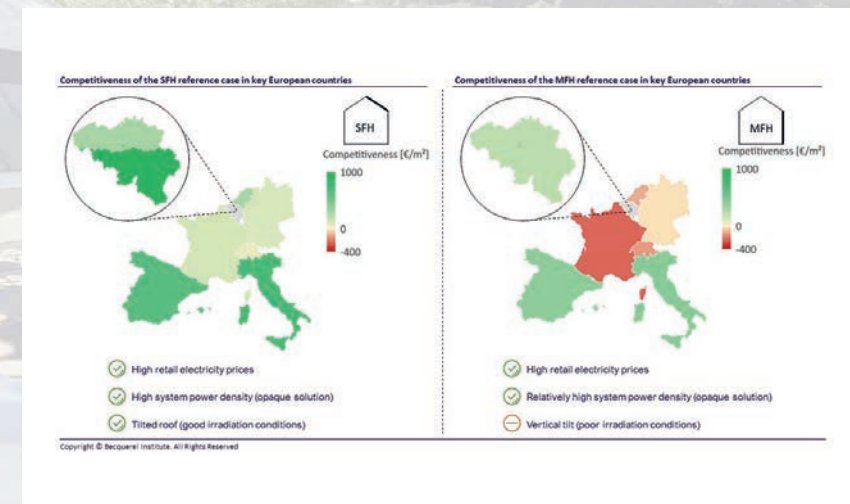 Competitiveness of the SFH reference case in key European countries
SFH
Competitiveness [€/m²]
1000
0
-400
High retail electricity prices
High system power density (opaque solution)
Tilted roof (good irradiation conditions)
Competitiveness of the MFH reference case in key European countries
MFH
Competitiveness [€/m²]
1000
0
-400
High retail electricity prices
Relatively high system power density (opaque solution)
Vertical tilt (poor irradiation conditions)
Copyright © Becquerel Institute. All Rights Reserved